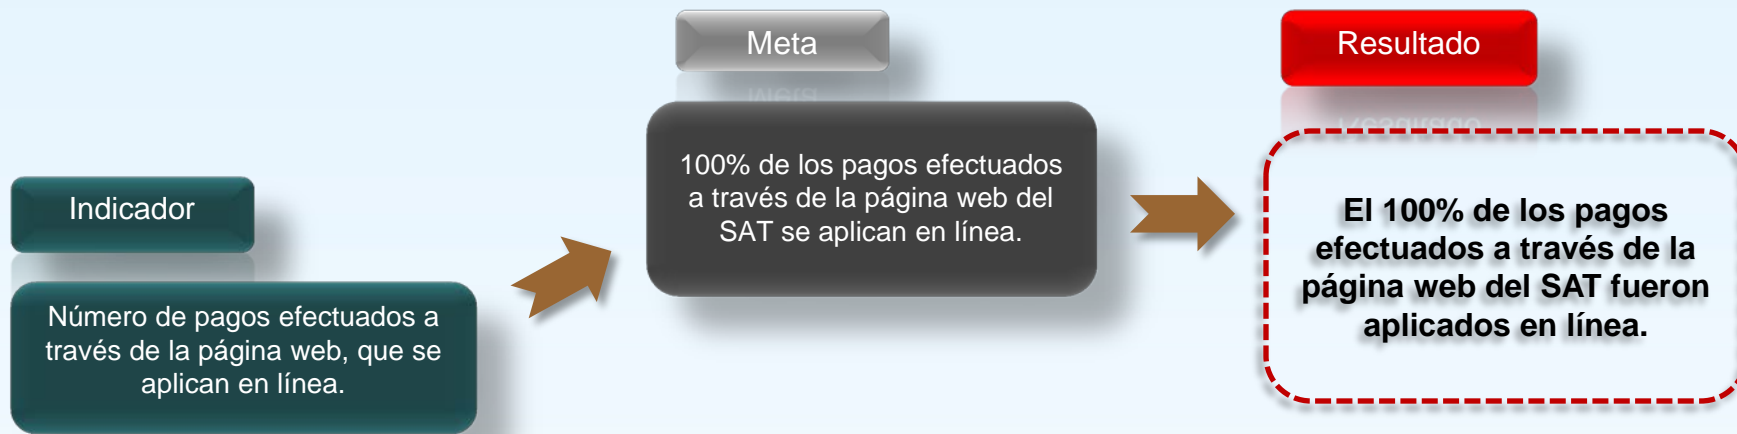 Indicador
Número de pagos efectuados a
través de la página web, que se
aplican en línea.
Meta
100% de los pagos efectuados
a través de la página web del
SAT se aplican en línea.
Resultado
El 100% de los pagos
efectuados a través de la
página web del SAT fueron
aplicados en línea.